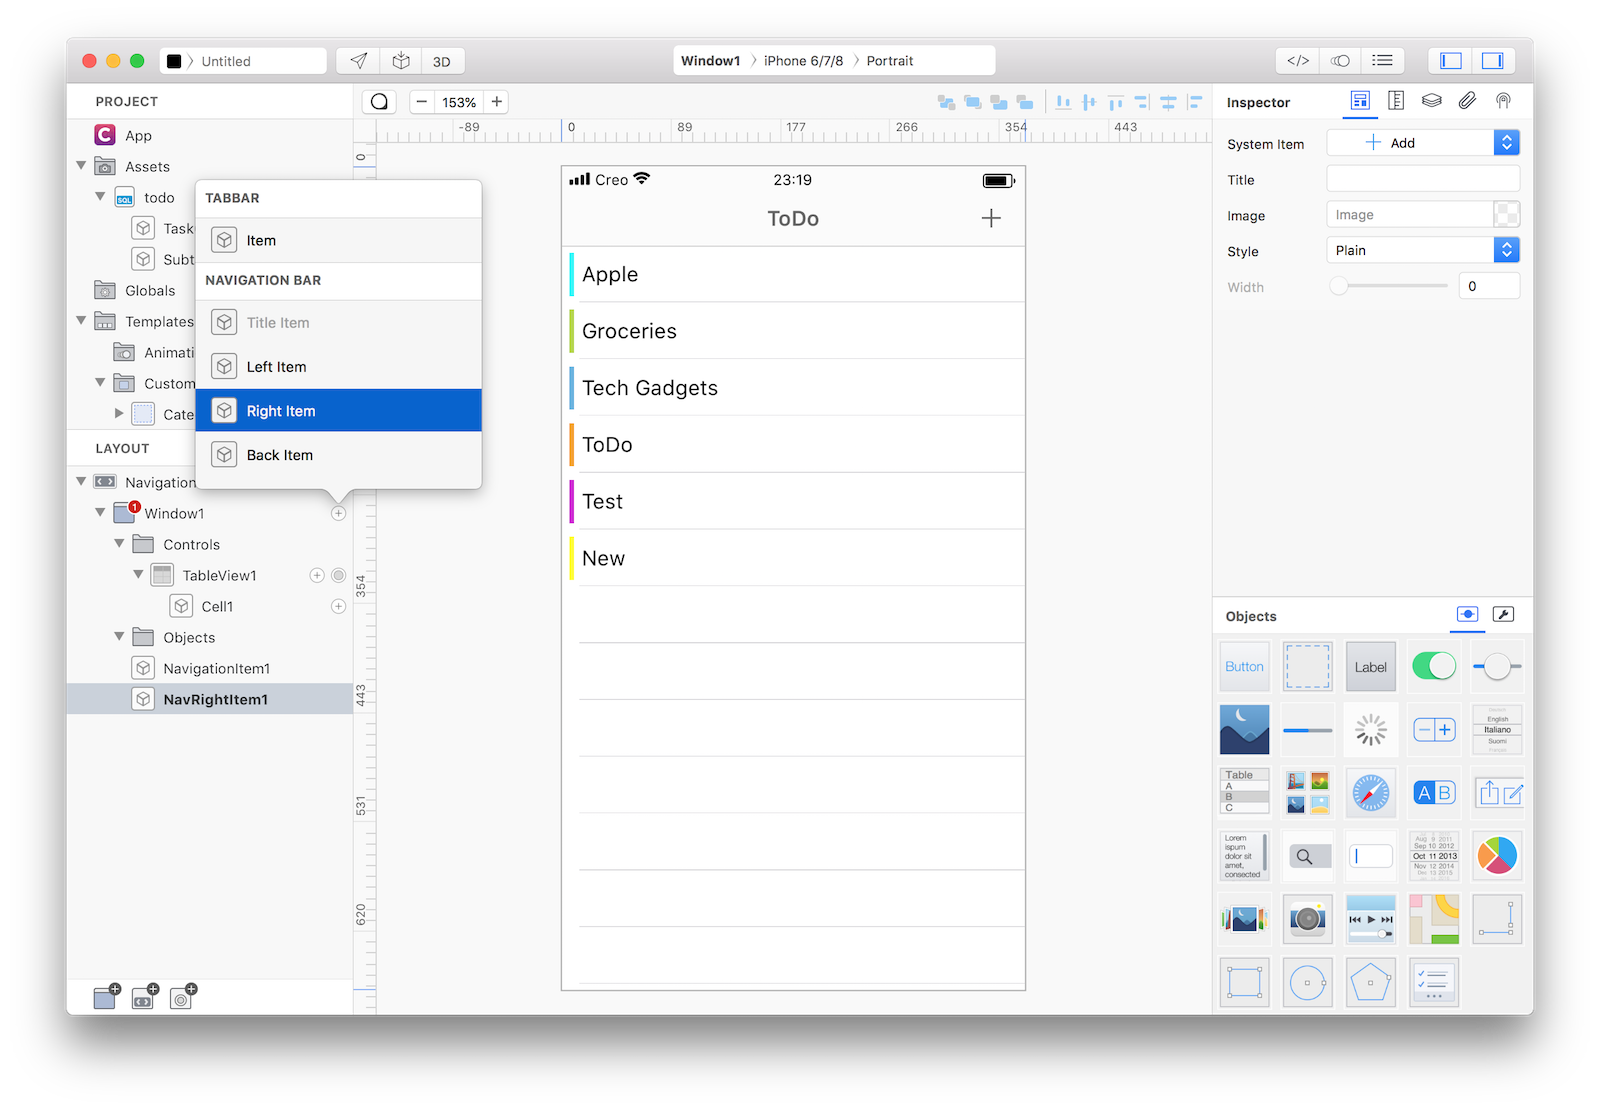 Untitled
3D
Window1 iPhone 6/7/8 Portrait
</>
PROJECT
153%
Inspector
-89 0 89 177 266 354 443
0
354
443
531
620
App
Assets
todo
SQL
Task
Subt
Globals
Templates
Animati
Custom
Cate
TABBAR
Item
NAVIGATION BAR
Title Item
Left Item
Right Item
Back Item
LAYOUT
Navigation
1
Window1
Controls
TableView1
Cell1
Objects
NavigationItem1
NavRightItem1
Creo 23:19
ToDo
Apple
Groceries
Tech Gadgets
ToDo
Test
New
System Item Add
Title
Image Image
Style Plain
Width 0
Objects
Button Label
English
Italiano
Suomi
Table
A
B
C
A B
Lorem
ispum
dolor sit
amet,
consected
Aug 9 2011
Sep 10 2012
Oct 11 2013
Nov 12 2014
Dec 13 2015